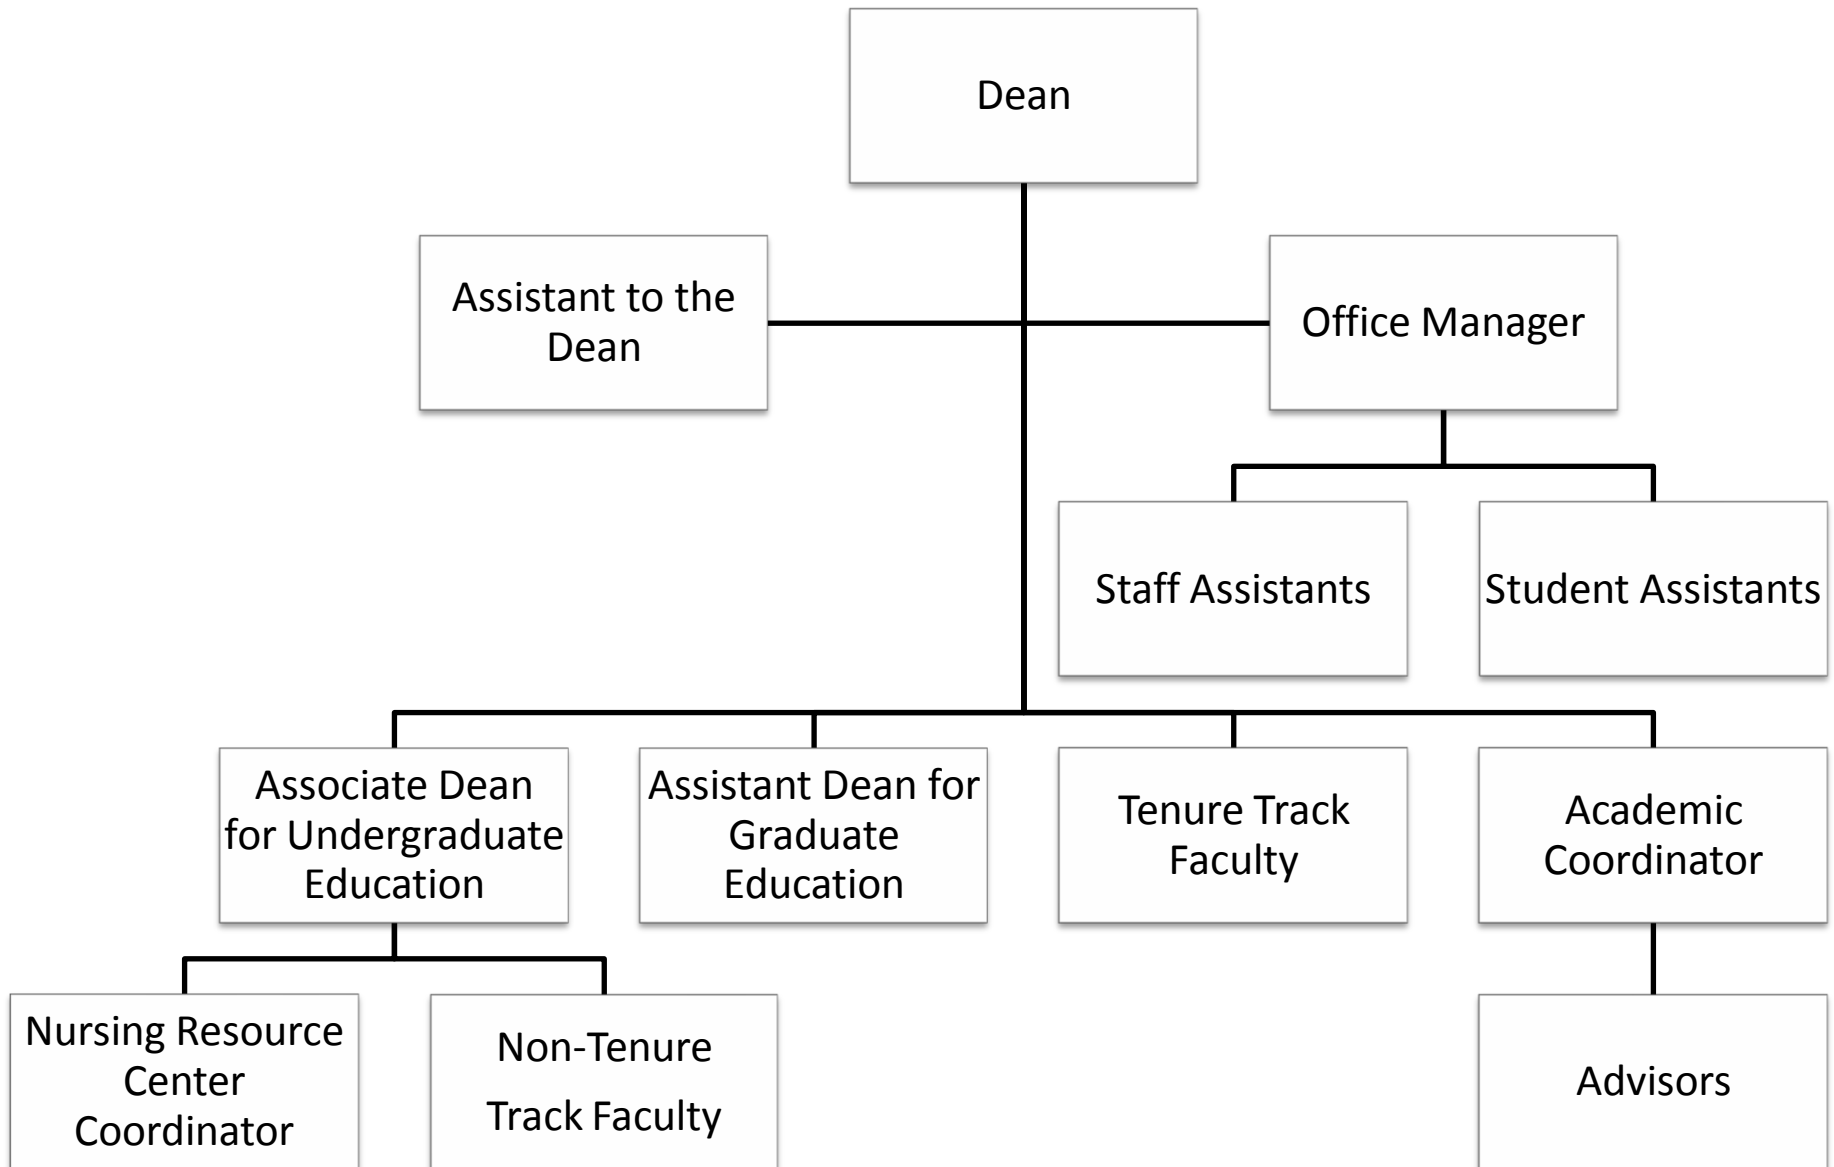 Dean
Assistant to the
Dean
Office Manager
Staff Assistants
Student Assistants
Associate Dean
for Undergraduate
Education
Assistant Dean for
Graduate
Education
Tenure Track
Faculty
Academic
Coordinator
Nursing Resource
Center
Coordinator
Non-Tenure
Track Faculty
Advisors